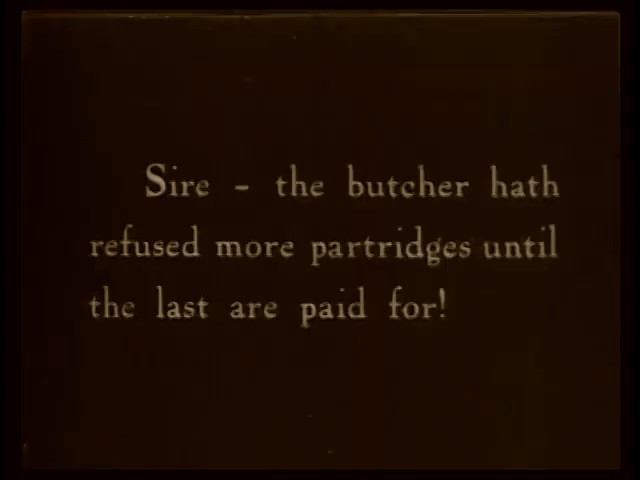 Sire - the butcher hath
refused more partridges until
the last are paid for!